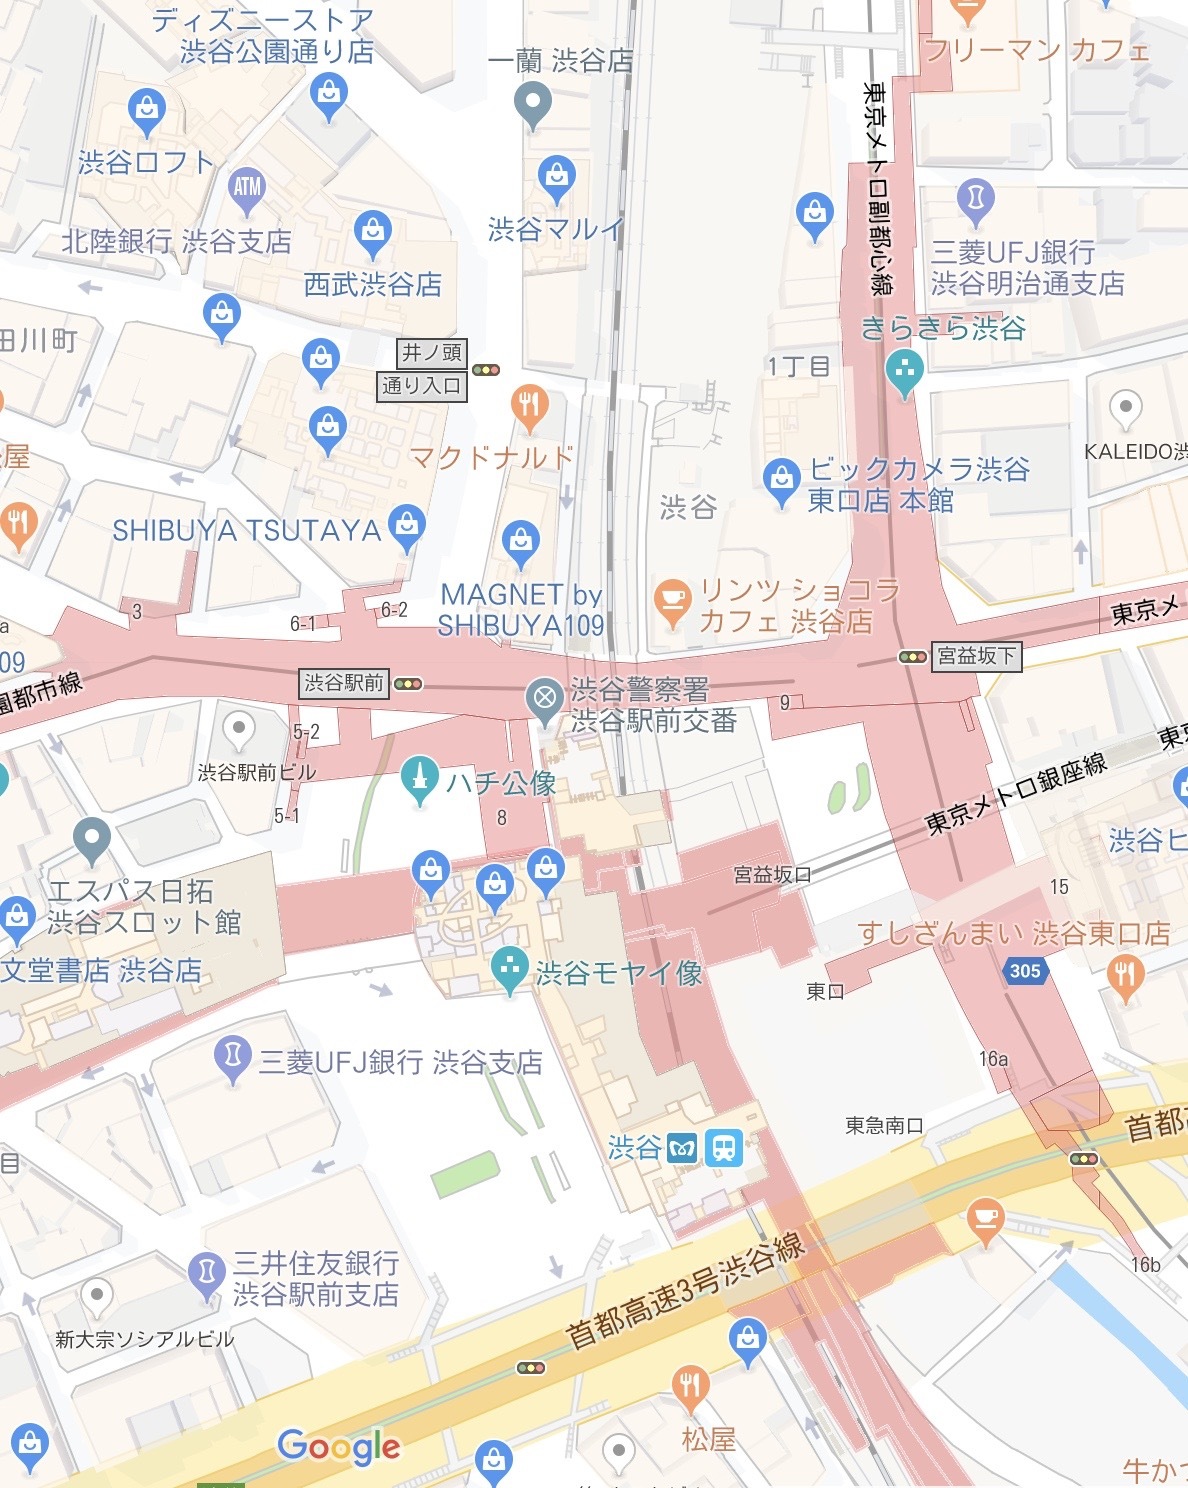 ディズニーストア
渋谷公園通り店
一蘭 渋谷店
フリーマン カフェ
渋谷ロフト
ATM
北陸銀行 渋谷支店
渋谷マルイ
東京メトロ副都心線
西武渋谷店
三菱UFJ銀行
渋谷明治通支店
田川町
きらきら渋谷
井ノ頭
通り入口
1丁目
マクドナルド
KALEIDO渋
屋
ビックカメラ渋谷
東口店 本館
渋谷
SHIBUYA TSUTAYA
MAGNET by
SHIBUYA109
リンツ ショコラ
カフェ 渋谷店
3
6-1
6-2
a
09
東京メ
宮益坂下
園都市線
渋谷駅前
渋谷警察署
渋谷駅前交番
9
5-2
渋谷駅前ビル
ハチ公像
5-1
8
東京メトロ銀座線
東
渋谷ヒ
エスパス日拓
渋谷スロット館
宮益坂口
15
すしざんまい 渋谷東口店
文堂書店 渋谷店
渋谷モヤイ像
305
東口
三菱UFJ銀行 渋谷支店
16a
東急南口
首都高
渋谷
目
三井住友銀行
渋谷駅前支店
首都高速3号渋谷線
16b
新大宗ソシアルビル
松屋
Google
牛かつ